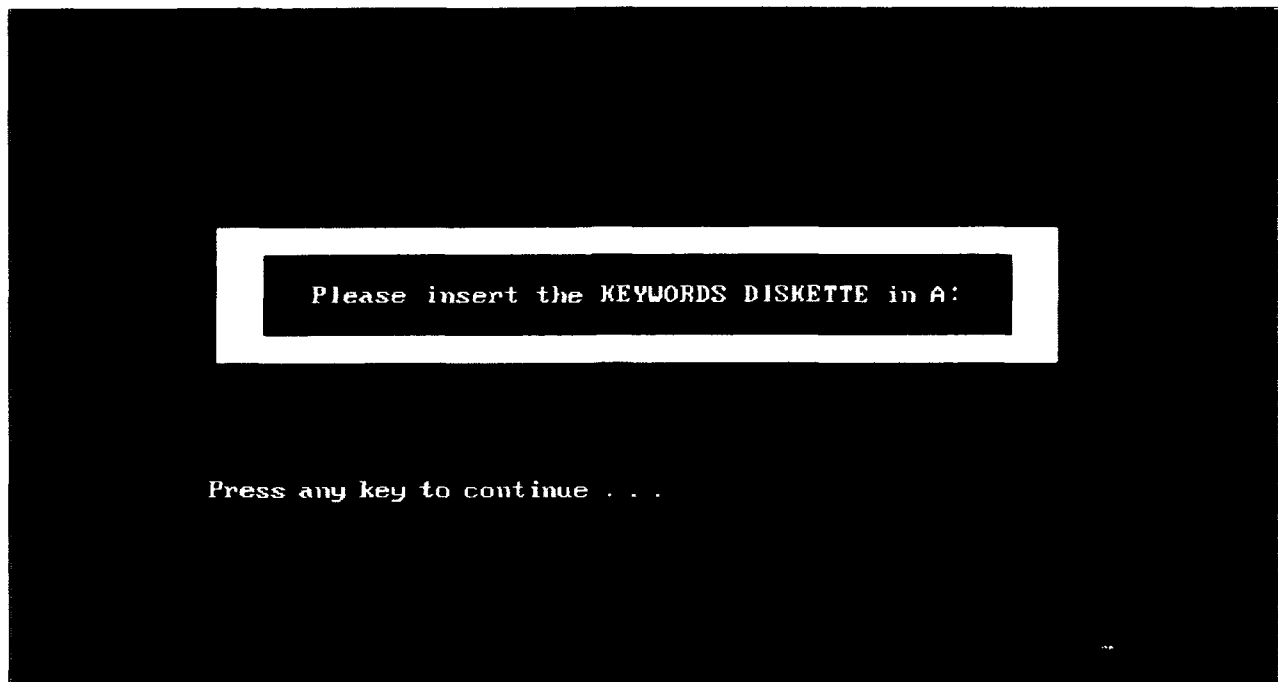 Please insert the KEYWORDS DISKETTE in A:
Press any key to continue . . .